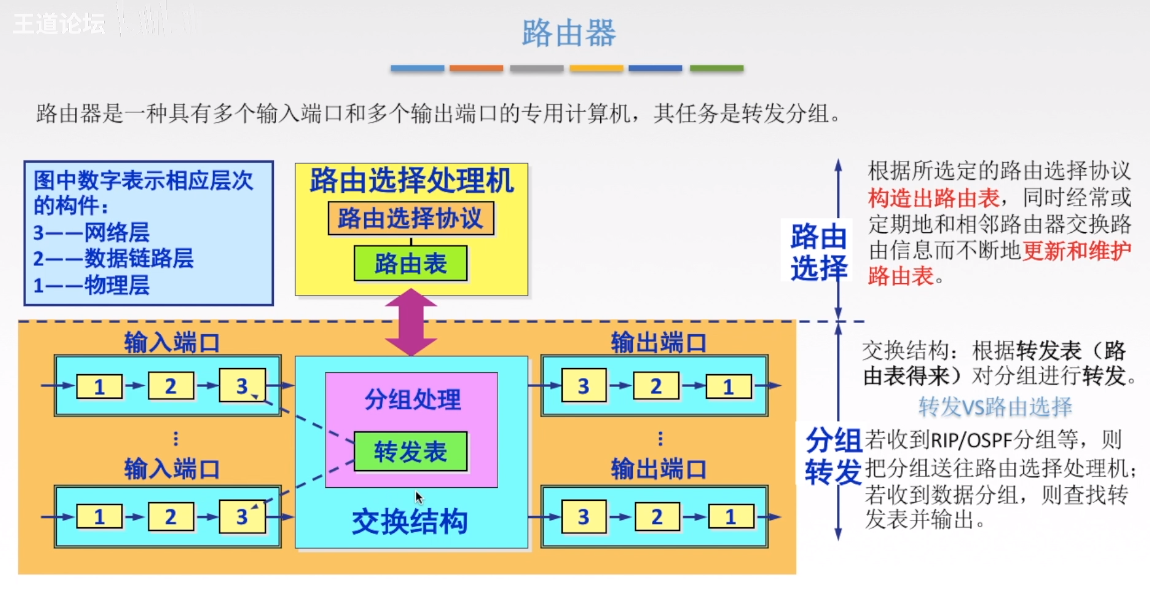 王道论坛
路由器
路由器是一种具有多个输入端口和多个输出端口的专用计算机，其任务是转发分组。
图中数字表示相应层次
的构件：
3——网络层
2——数据链路层
1——物理层
路由选择处理机
路由选择协议
路由表
路由
选择
根据所选定的路由选择协议
构造出路由表，同时经常或
定期地和相邻路由器交换路
由信息而不断地更新和维护
路由表。
输入端口
1 2 3
⋮
输入端口
1 2 3
分组处理
转发表
交换结构
输出端口
3 2 1
⋮
输出端口
3 2 1
分组
转发
交换结构：根据转发表（路
由表得来）对分组进行转发。
转发VS路由选择
若收到RIP/OSPF分组等，则
把分组送往路由选择处理机；
若收到数据分组，则查找转
发表并输出。